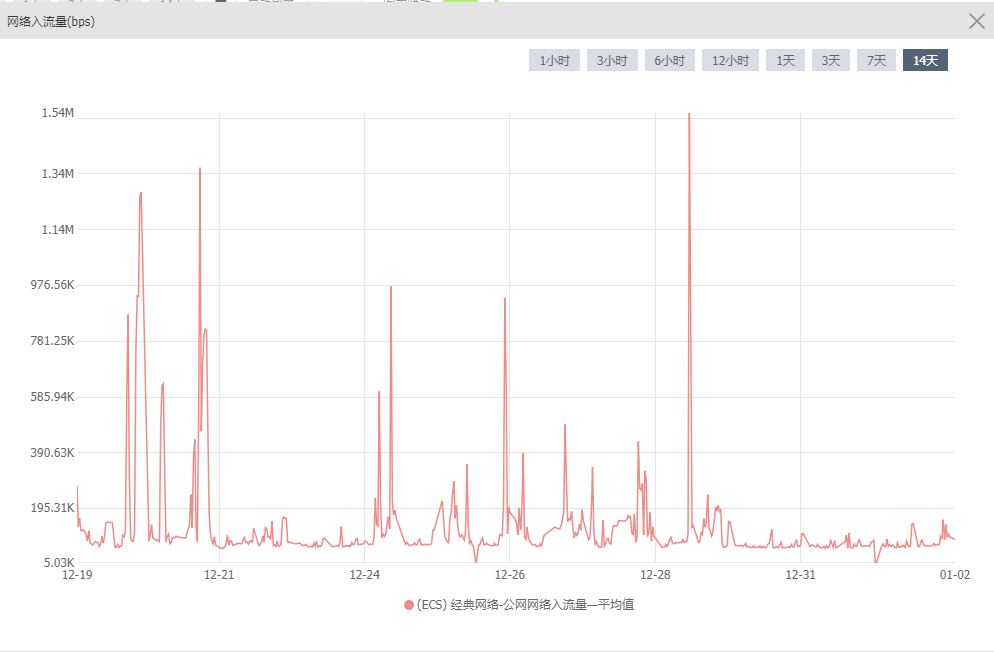 网络入流量(bps)
1小时 3小时 6小时 12小时 1天 3天 7天 14天
1.54M
1.34M
1.14M
976.56K
781.25K
585.94K
390.63K
195.31K
5.03K
12-19 12-21 12-24 12-26 12-28 12-31 01-02
(ECS) 经典网络-公网网络入流量—平均值